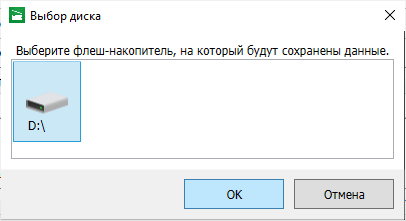 Выбор диска
Выберите флеш-накопитель, на который будут сохранены данные.
D:\
OK
Отмена